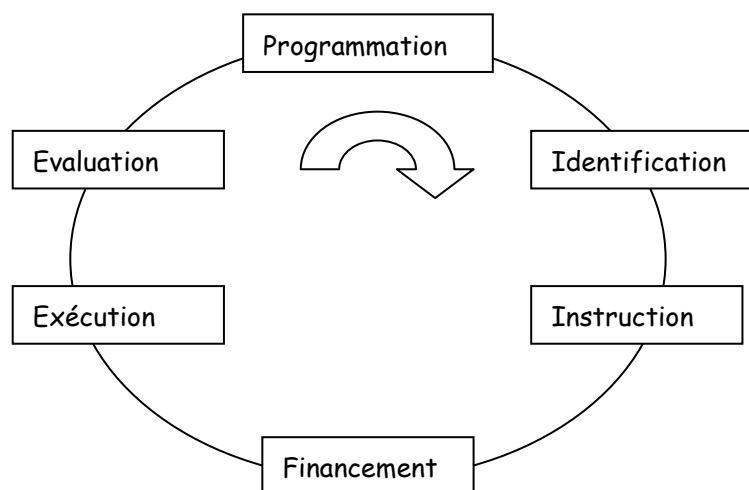 Programmation
Evaluation
Identification
Exécution
Instruction
Financement